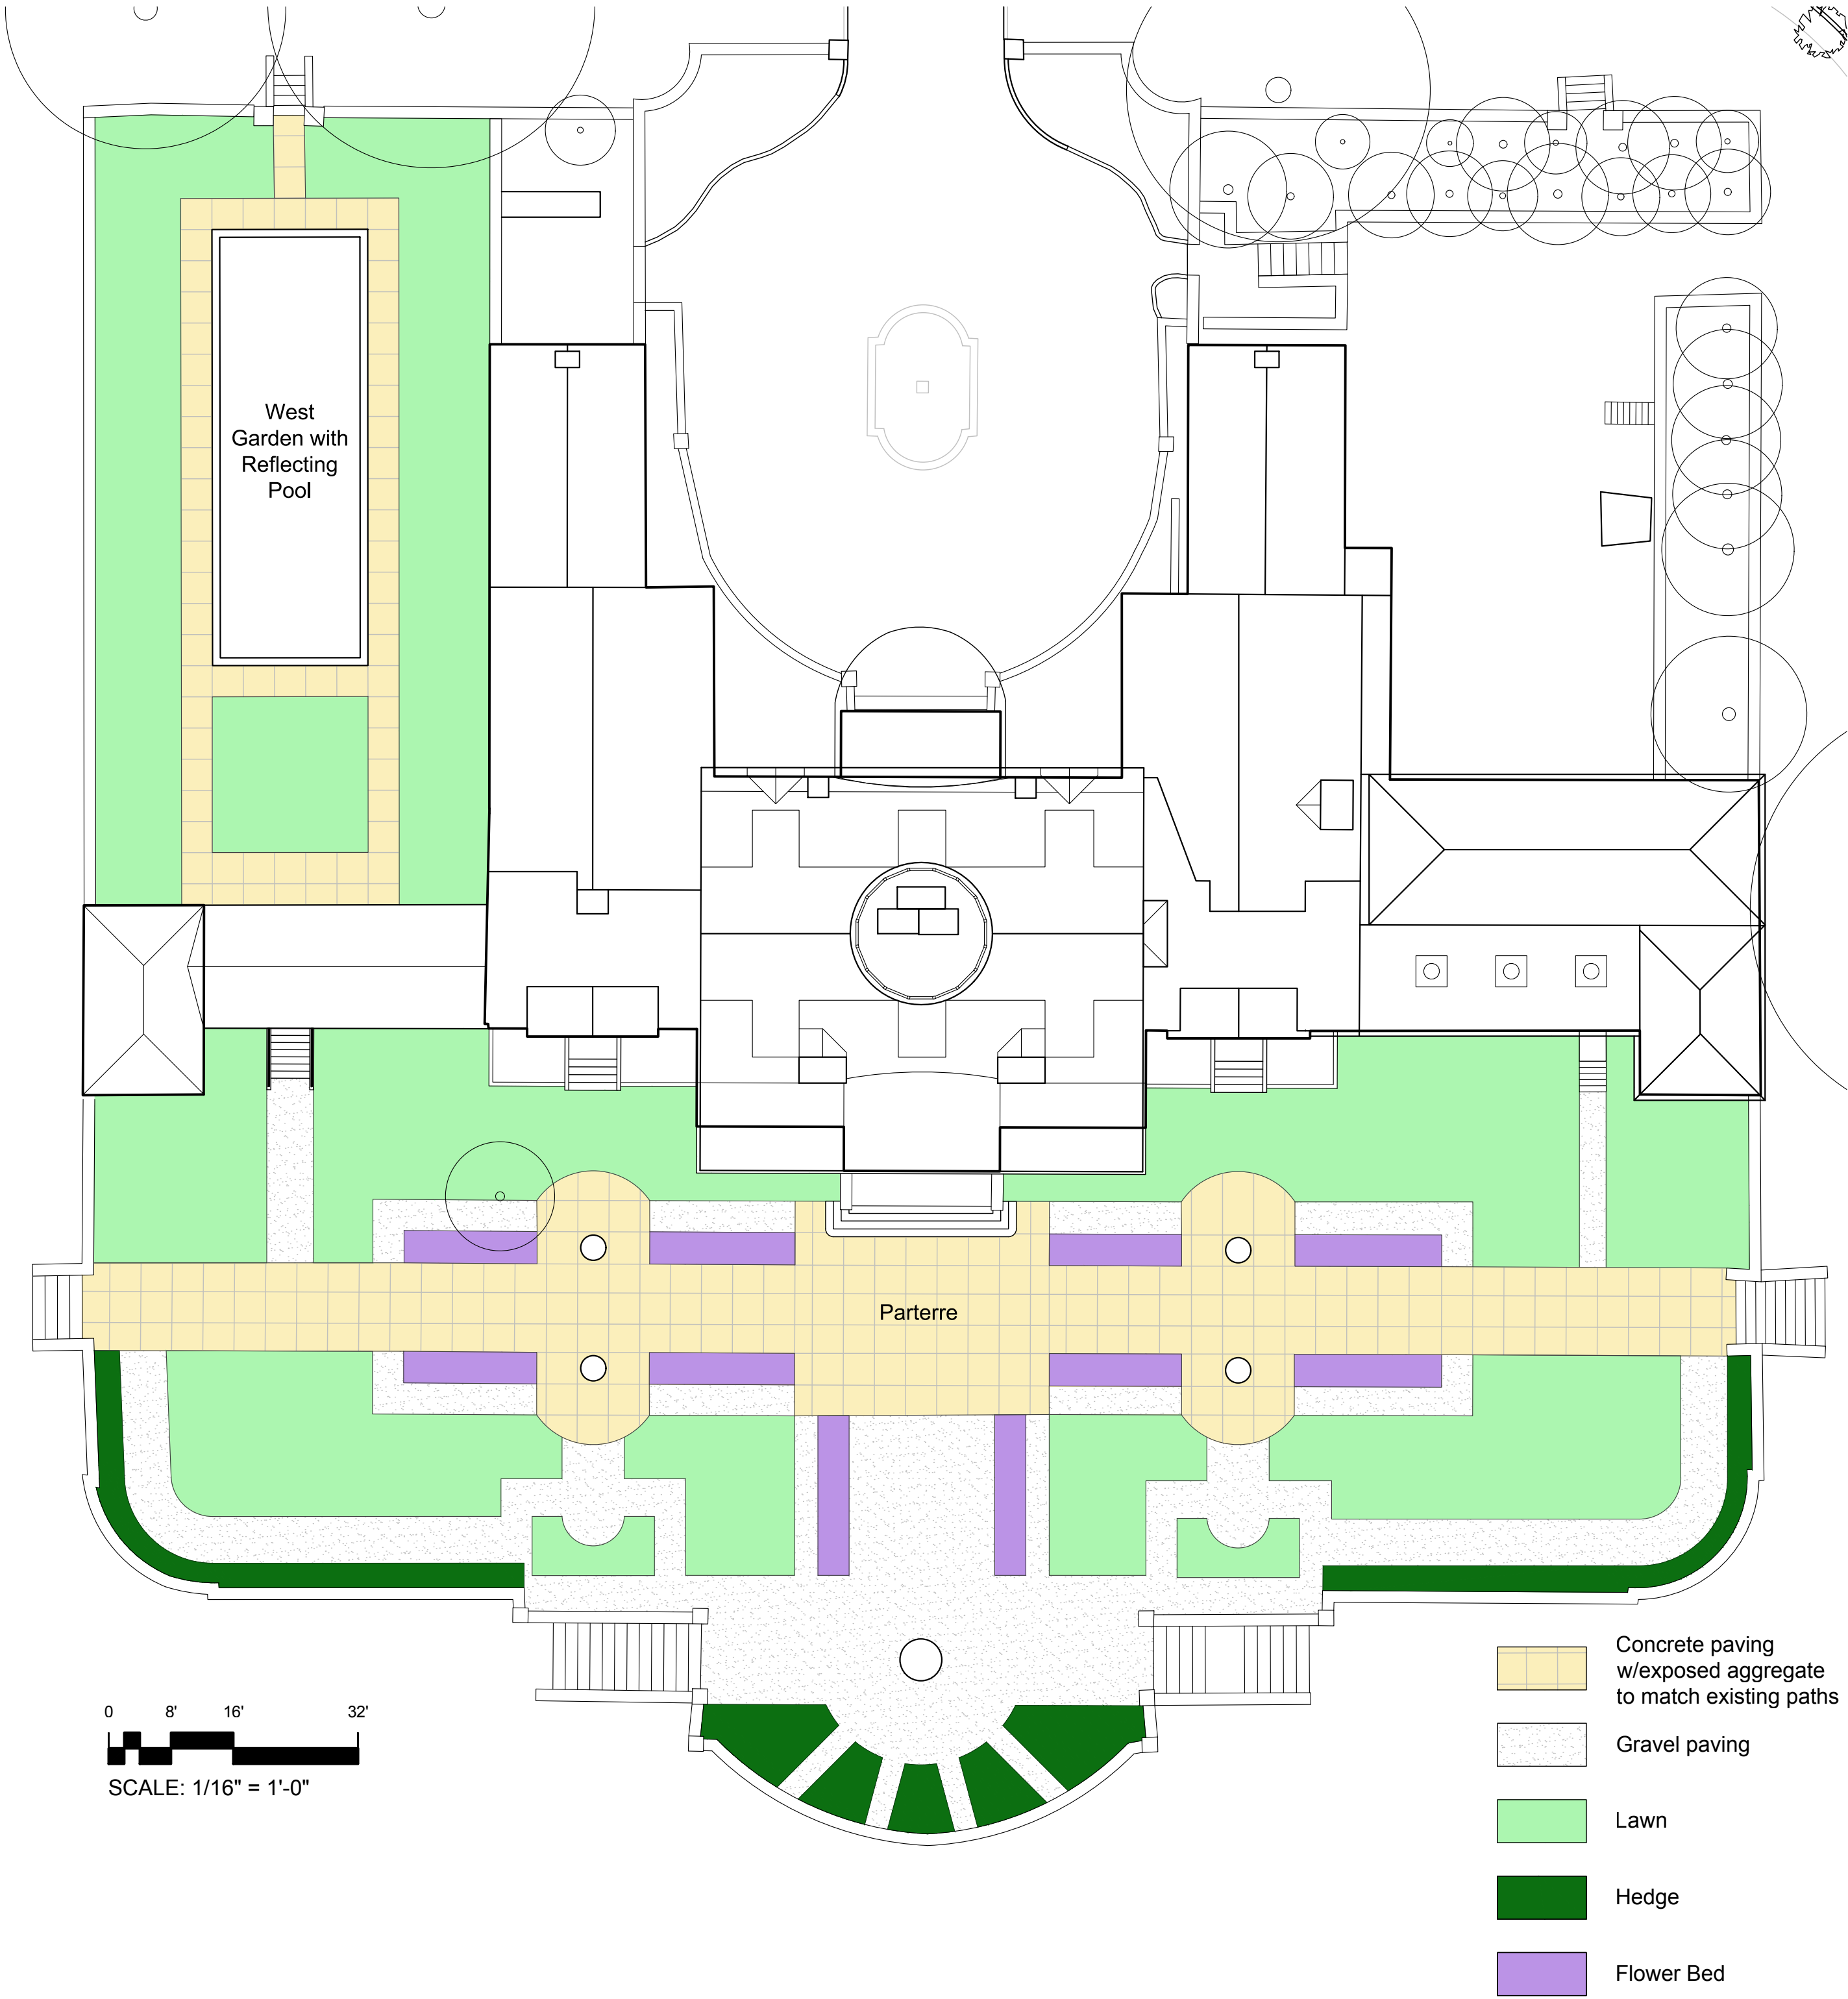 West
Garden with
Reflecting
Pool
Parterre
Concrete paving
w/exposed aggregate
to match existing paths
Gravel paving
Lawn
Hedge
Flower Bed
0 8' 16' 32'
SCALE: 1/16" = 1'-0"